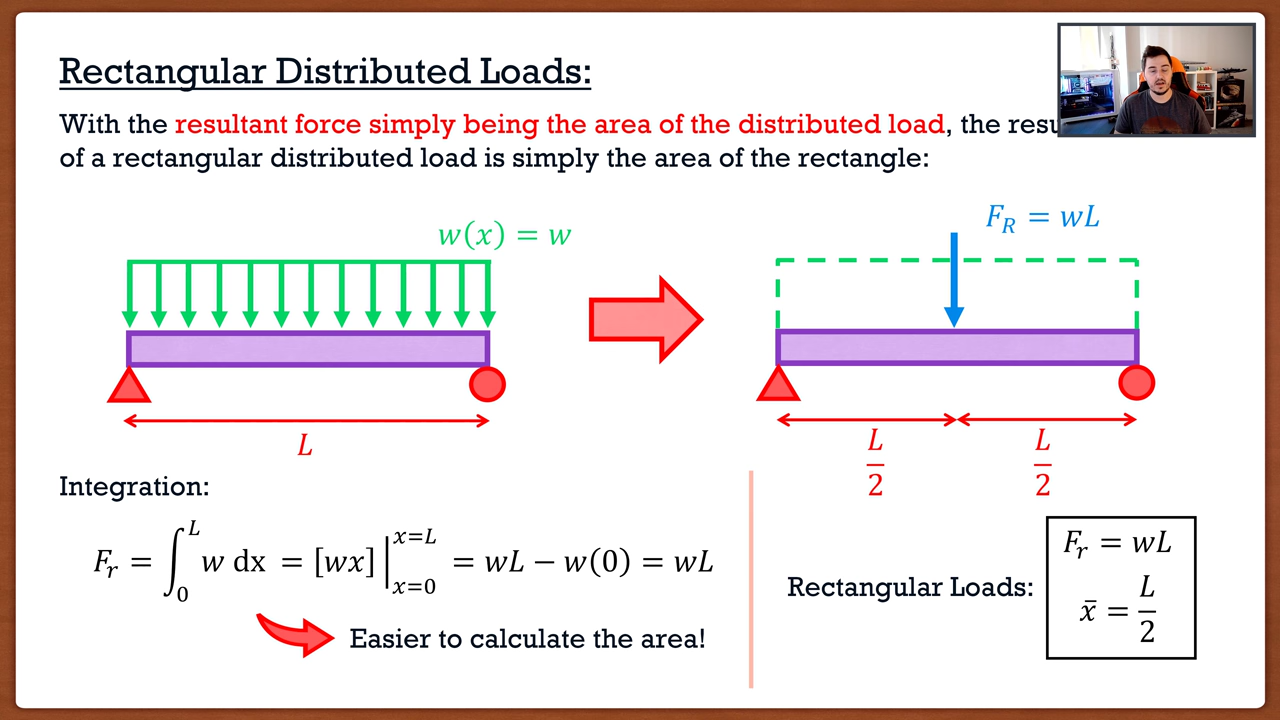 Rectangular Distributed Loads:
With the resultant force simply being the area of the distributed load, the
of a rectangular distributed load is simply the area of the rectangle:
w(x) = w
F_R = wL
L
L/2
L/2
Integration:
F_r = ∫_0^L w dx = [wx] |_{x=0}^{x=L} = wL − w(0) = wL
Easier to calculate the area!
Rectangular Loads:
F_r = wL
x̄ = L/2